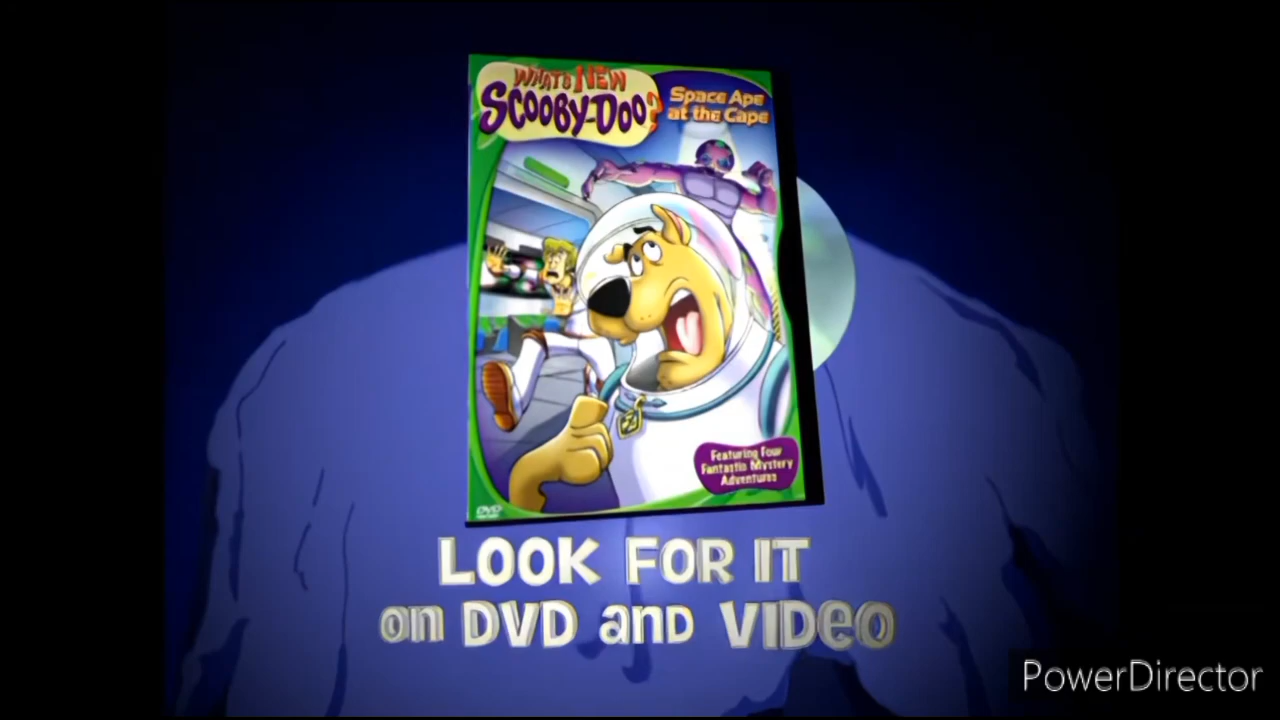 WHAT'S NEW
SCOOBY-DOO?
Space Ape
at the Cape
Featuring Four
Fantastic Mystery
Adventures
DVD
LOOK FOR IT
on DVD and VIDEO
PowerDirector